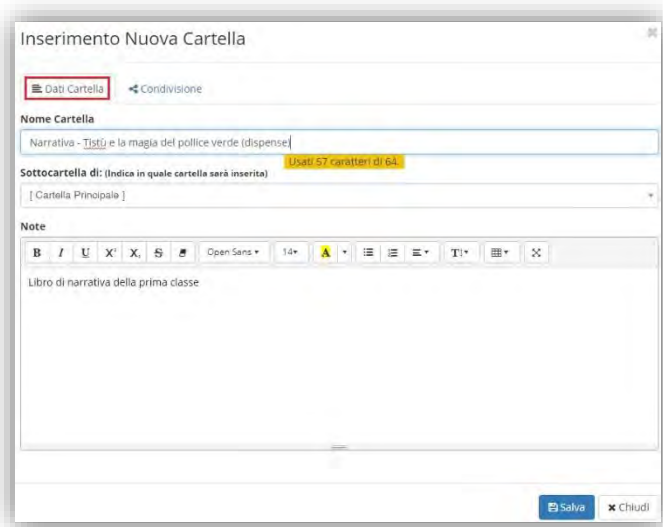 Inserimento Nuova Cartella
Dati Cartella Condivisione
Nome Cartella
Narrativa - Tistù e la magia del pollice verde (dispense)
Usati 57 caratteri di 64.
Sottocartella di: (Indica in quale cartella sarà inserita)
[ Cartella Principale ]
Note
B I U X² X₂ S Open Sans 14 A T!
Libro di narrativa della prima classe
Salva Chiudi